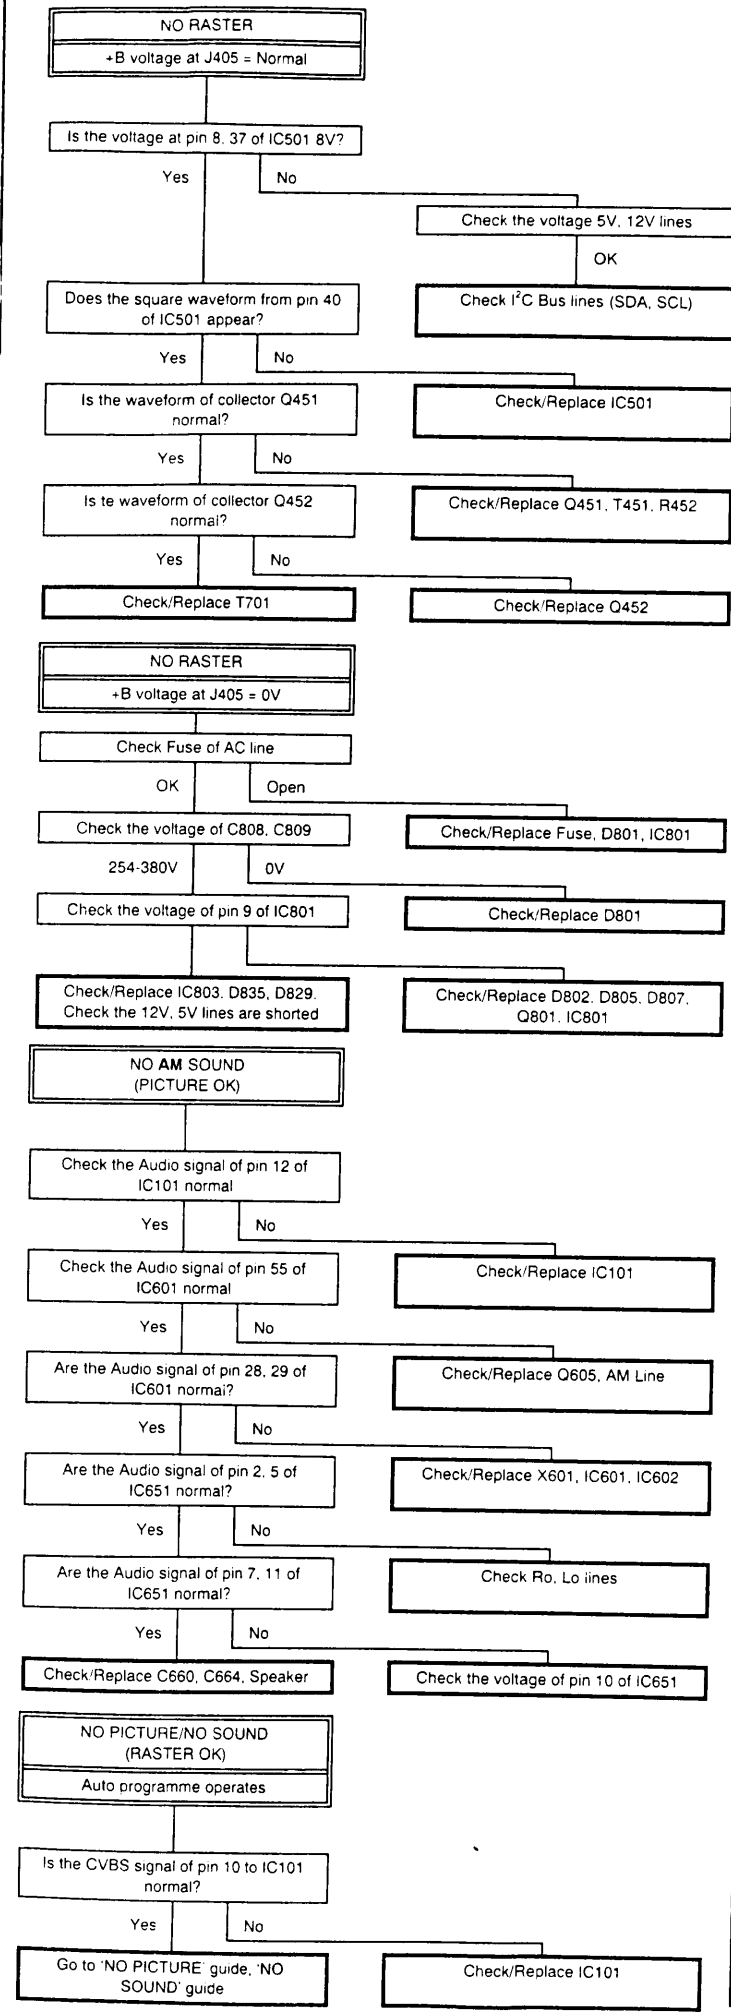 NO RASTER
+B voltage at J405 = Normal
Is the voltage at pin 8. 37 of IC501 8V?
Yes
No
Check the voltage 5V, 12V lines
OK
Check I²C Bus lines (SDA, SCL)
Does the square waveform from pin 40
of IC501 appear?
Yes
No
Check/Replace IC501
Is the waveform of collector Q451
normal?
Yes
No
Check/Replace Q451, T451, R452
Is te waveform of collector Q452
normal?
Yes
No
Check/Replace T701
Check/Replace Q452
NO RASTER
+B voltage at J405 = 0V
Check Fuse of AC line
OK
Open
Check/Replace Fuse, D801, IC801
Check the voltage of C808, C809
254-380V
0V
Check/Replace D801
Check the voltage of pin 9 of IC801
Check/Replace IC803. D835, D829.
Check the 12V, 5V lines are shorted
Check/Replace D802. D805, D807,
Q801. IC801
NO AM SOUND
(PICTURE OK)
Check the Audio signal of pin 12 of
IC101 normal
Yes
No
Check/Replace IC101
Check the Audio signal of pin 55 of
IC601 normal
Yes
No
Check/Replace Q605, AM Line
Are the Audio signal of pin 28, 29 of
IC601 normal?
Yes
No
Check/Replace X601, IC601, IC602
Are the Audio signal of pin 2, 5 of
IC651 normal?
Yes
No
Check Ro, Lo lines
Are the Audio signal of pin 7, 11 of
IC651 normal?
Yes
No
Check/Replace C660, C664, Speaker
Check the voltage of pin 10 of IC651
NO PICTURE/NO SOUND
(RASTER OK)
Auto programme operates
Is the CVBS signal of pin 10 to IC101
normal?
Yes
No
Go to 'NO PICTURE' guide, 'NO
SOUND' guide
Check/Replace IC101